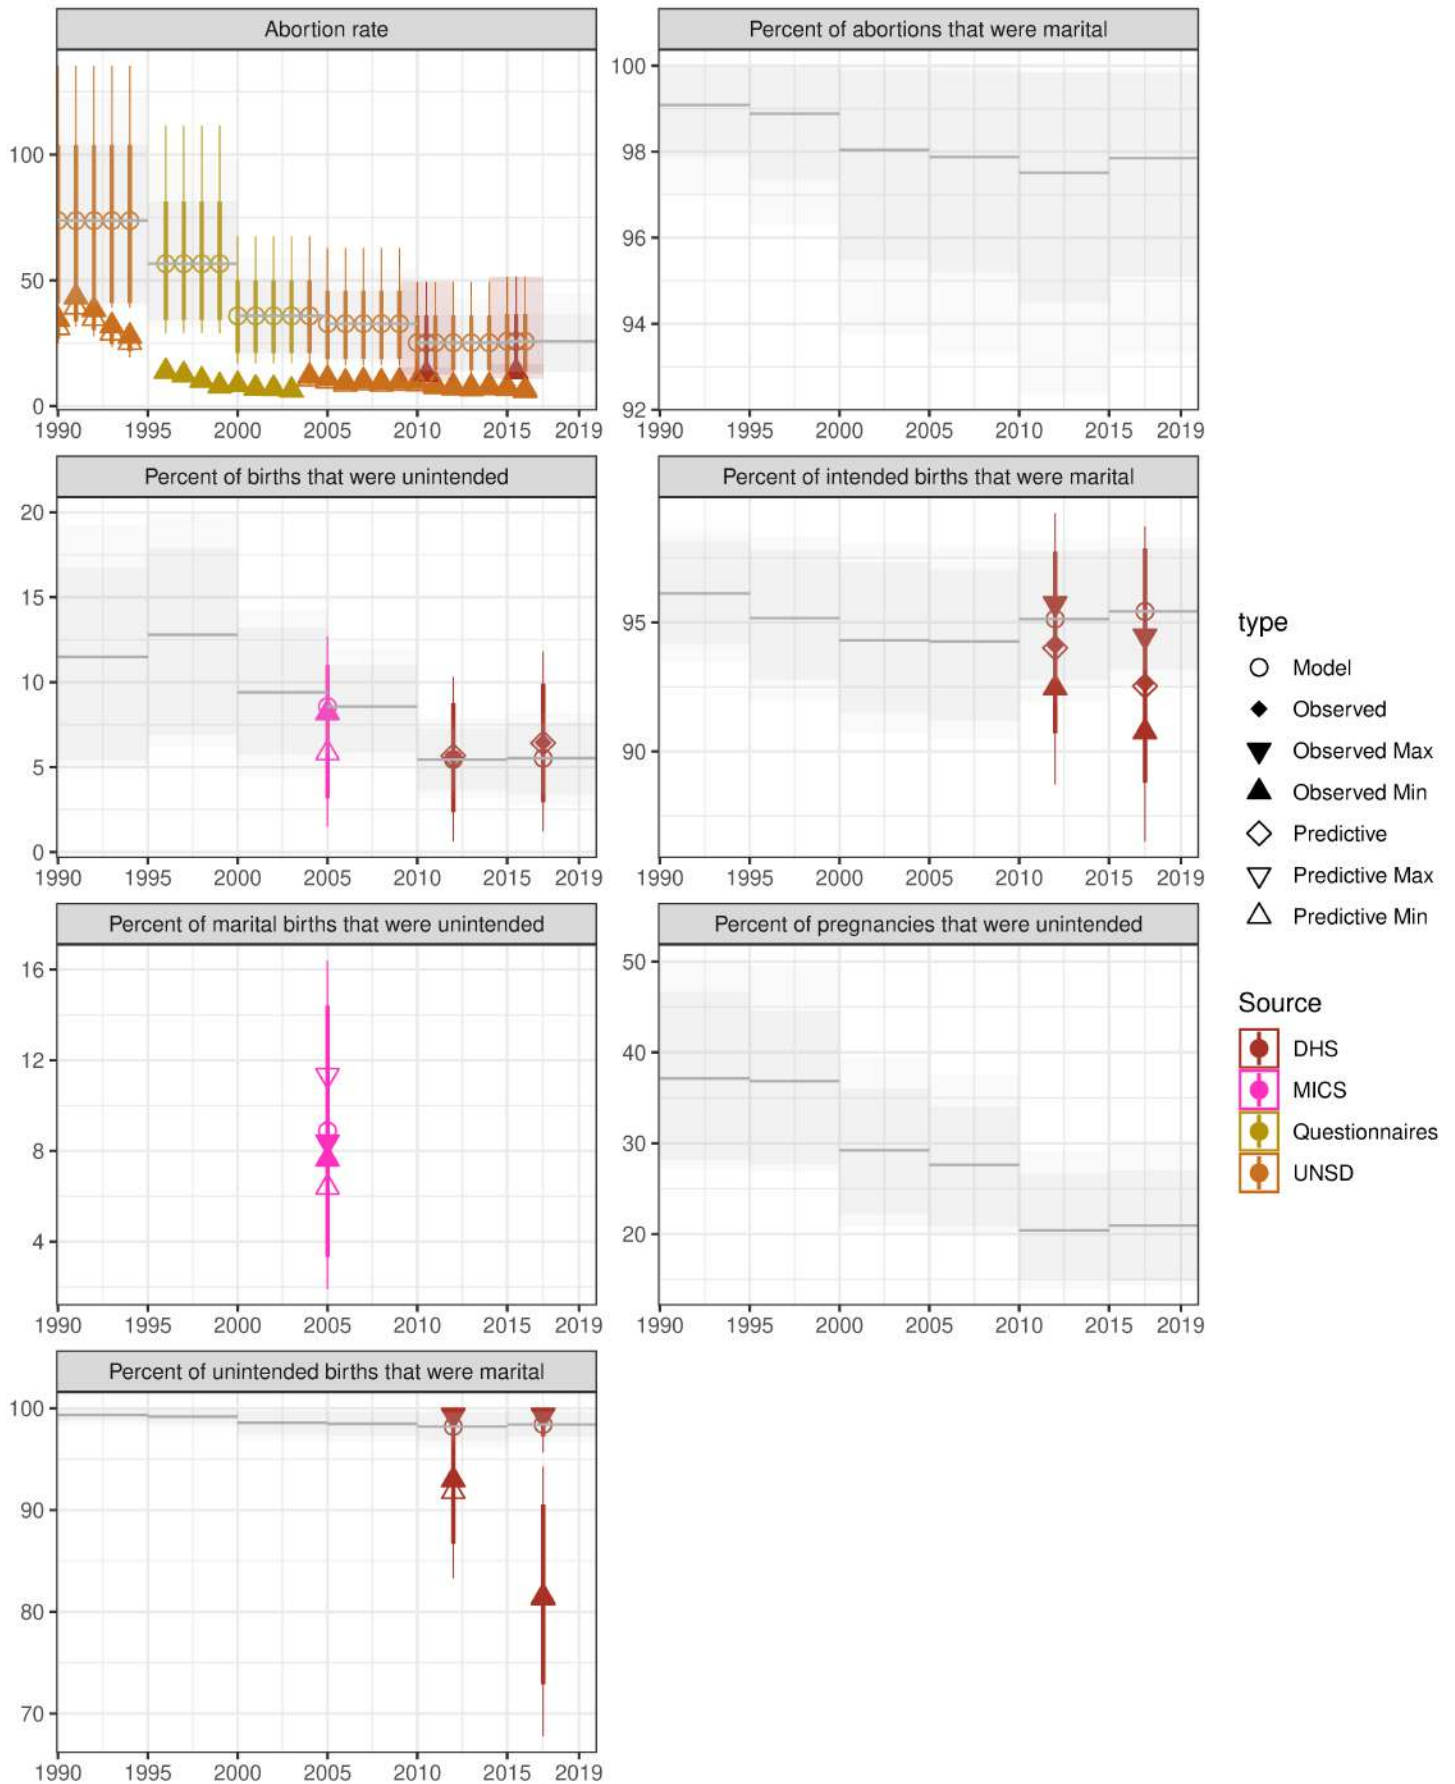 Abortion rate
100
50
0
1990 1995 2000 2005 2010 2015 2019
Percent of abortions that were marital
100
98
96
94
92
1990 1995 2000 2005 2010 2015 2019
Percent of births that were unintended
20
15
10
5
0
1990 1995 2000 2005 2010 2015 2019
Percent of intended births that were marital
95
90
1990 1995 2000 2005 2010 2015 2019
Percent of marital births that were unintended
16
12
8
4
1990 1995 2000 2005 2010 2015 2019
Percent of pregnancies that were unintended
50
40
30
20
1990 1995 2000 2005 2010 2015 2019
Percent of unintended births that were marital
100
90
80
70
1990 1995 2000 2005 2010 2015 2019
type
Model
Observed
Observed Max
Observed Min
Predictive
Predictive Max
Predictive Min
Source
DHS
MICS
Questionnaires
UNSD